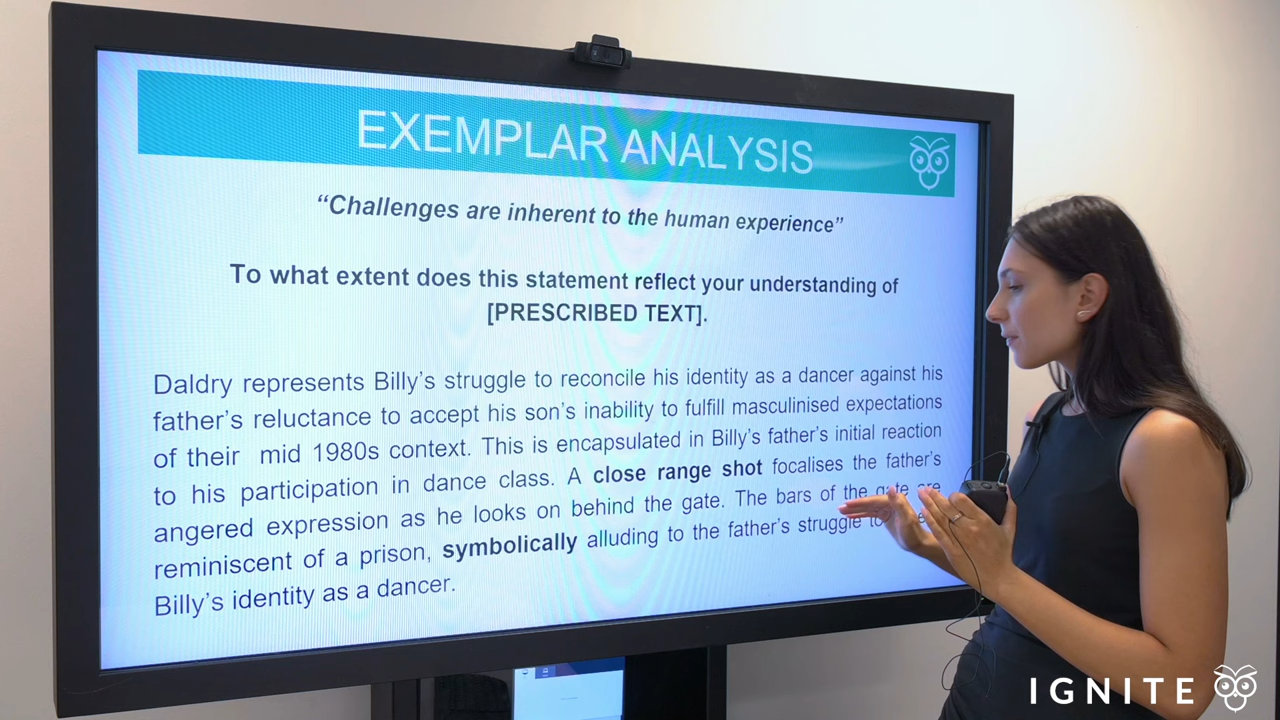 EXEMPLAR ANALYSIS
“Challenges are inherent to the human experience”
To what extent does this statement reflect your understanding of
[PRESCRIBED TEXT].
Daldry represents Billy’s struggle to reconcile his identity as a dancer against his
father’s reluctance to accept his son’s inability to fulfill masculinised expectations
of their mid 1980s context. This is encapsulated in Billy’s father’s initial reaction
to his participation in dance class. A close range shot focalises the father’s
angered expression as he looks on behind the gate. The bars of the gate are
reminiscent of a prison, symbolically alluding to the father’s struggle to
Billy’s identity as a dancer.
IGNITE